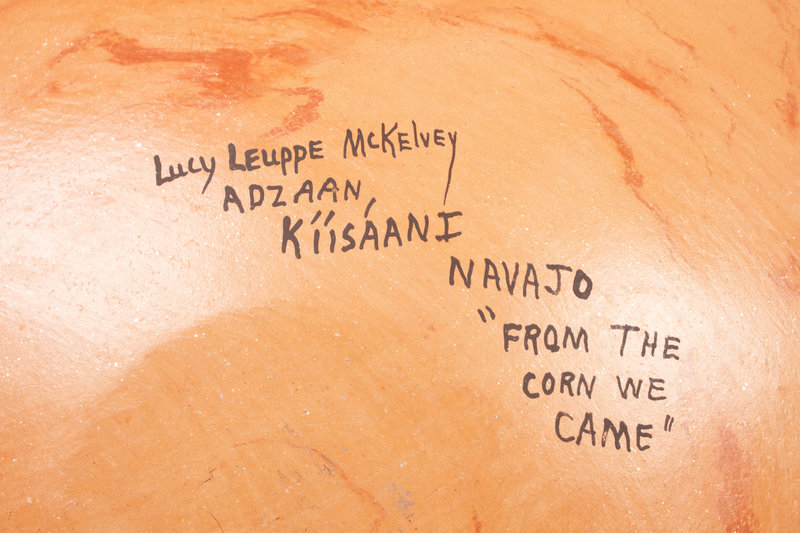 Lucy Leuppe McKelvey
ADZAAN,
KíísáANI
NAVAJO
"FROM THE
CORN WE
CAME"